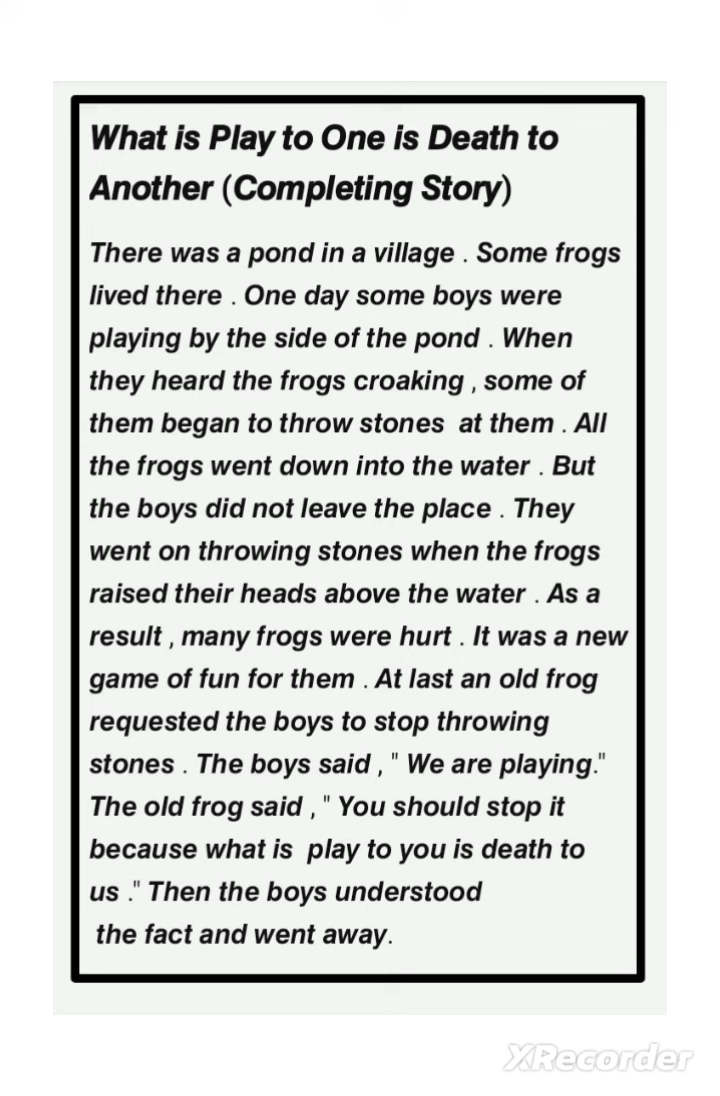 What is Play to One is Death to
Another (Completing Story)
There was a pond in a village . Some frogs
lived there . One day some boys were
playing by the side of the pond . When
they heard the frogs croaking , some of
them began to throw stones  at them . All
the frogs went down into the water . But
the boys did not leave the place . They
went on throwing stones when the frogs
raised their heads above the water . As a
result , many frogs were hurt . It was a new
game of fun for them . At last an old frog
requested the boys to stop throwing
stones . The boys said , " We are playing."
The old frog said , " You should stop it
because what is  play to you is death to
us ." Then the boys understood
the fact and went away.
XRecorder